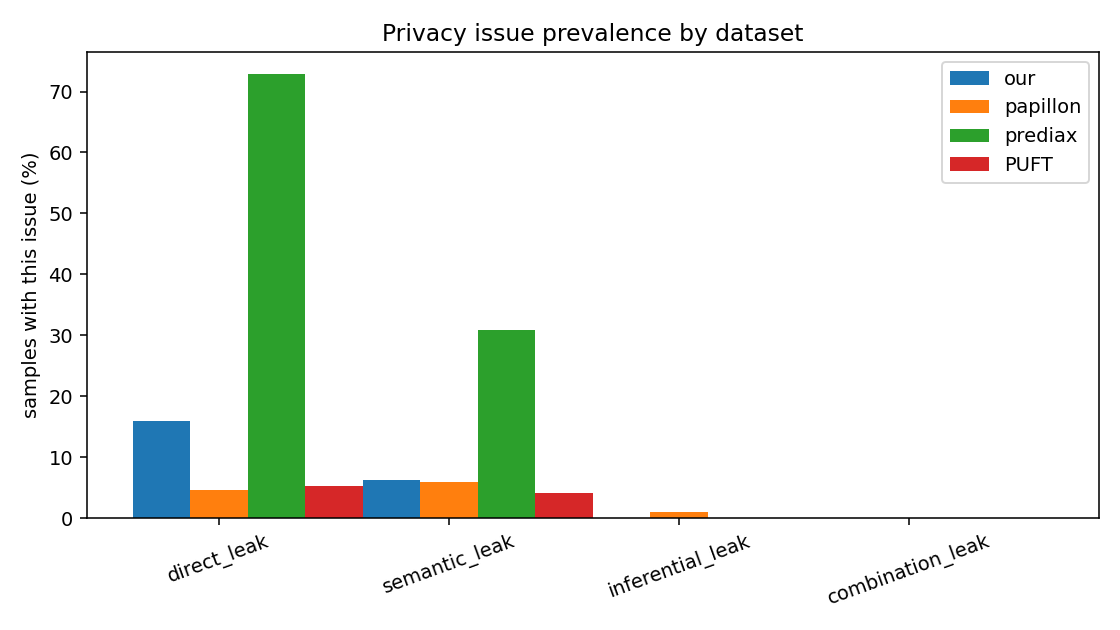 Privacy issue prevalence by dataset
samples with this issue (%)
70
60
50
40
30
20
10
0
our
papillon
prediax
PUFT
direct_leak
semantic_leak
inferential_leak
combination_leak